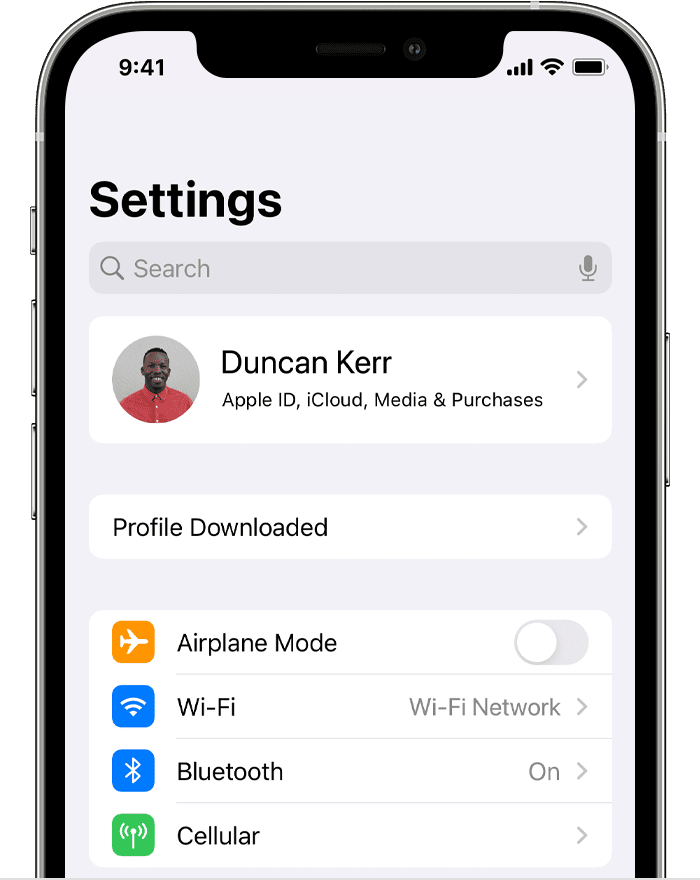 9:41
Settings
Search
Duncan Kerr
Apple ID, iCloud, Media & Purchases
Profile Downloaded
Airplane Mode
Wi-Fi Wi-Fi Network
Bluetooth On
Cellular